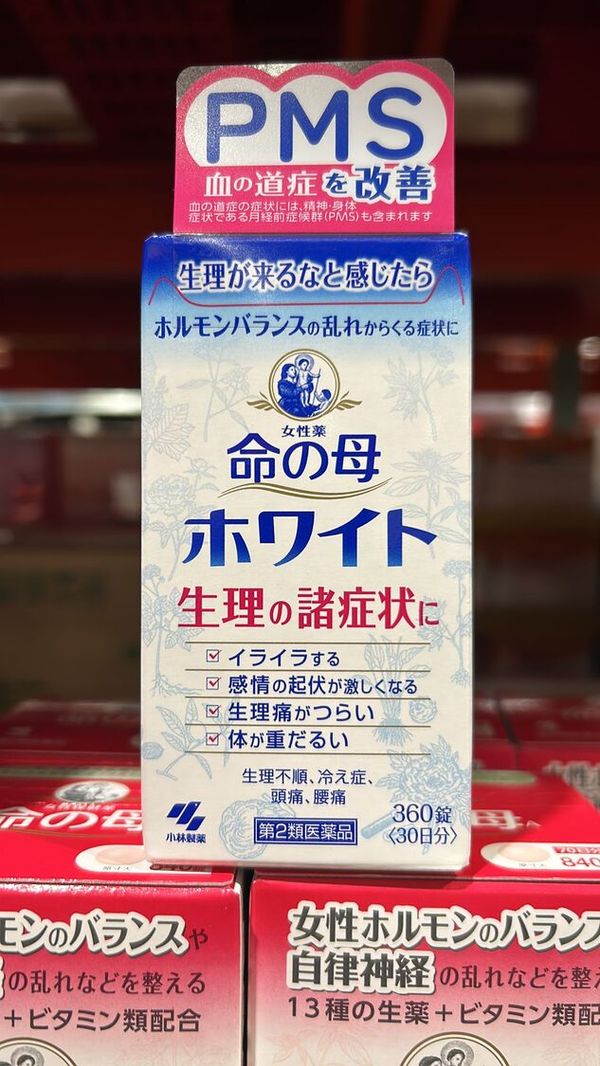 PMS
血の道症を改善
血の道症の症状には、精神・身体
症状である月経前症候群(PMS)も含まれます
生理が来るなと感じたら
ホルモンバランスの乱れからくる症状に
女性薬
命の母
ホワイト
生理の諸症状に
イライラする
感情の起伏が激しくなる
生理痛がつらい
体が重だるい
生理不順、冷え症、
頭痛、腰痛
小林製薬
第2類医薬品
360錠
〈30日分〉
命の母
母A
70日分
840
モンのバランスや
の乱れなどを整える
+ビタミン類配合
女性ホルモンのバランス
自律神経の乱れなどを整
13種の生薬+ビタミン類配